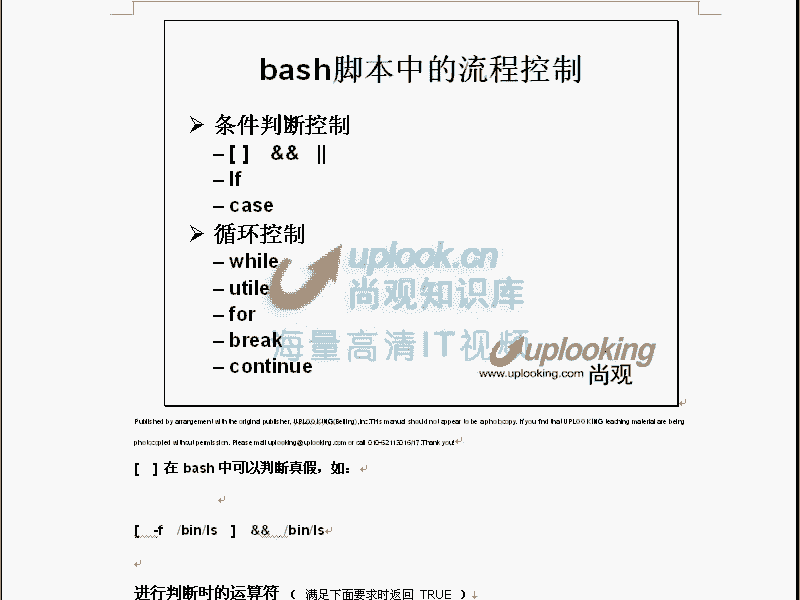 bash脚本中的流程控制
➢ 条件判断控制
– [ ] && ||
– If
– case
➢ 循环控制
– while
– utile
– for
– break
– continue
uplook.cn
尚观知识库
海量高清IT视频
uplooking
www.uplooking.com 尚观
Published by arrangement with the original publisher, UPLOOKING(Beijing),Inc.This manual should not appear to be a photocopy. If you find that UPLOOKING teaching material are being
photocopied without permission. Please mail uplooking@uplooking.com or call Thank you!
[ ] 在 bash 中可以判断真假，如：
[ -f /bin/ls ] && /bin/ls
进行判断时的运算符 （ 满足下面要求时返回 TRUE ）